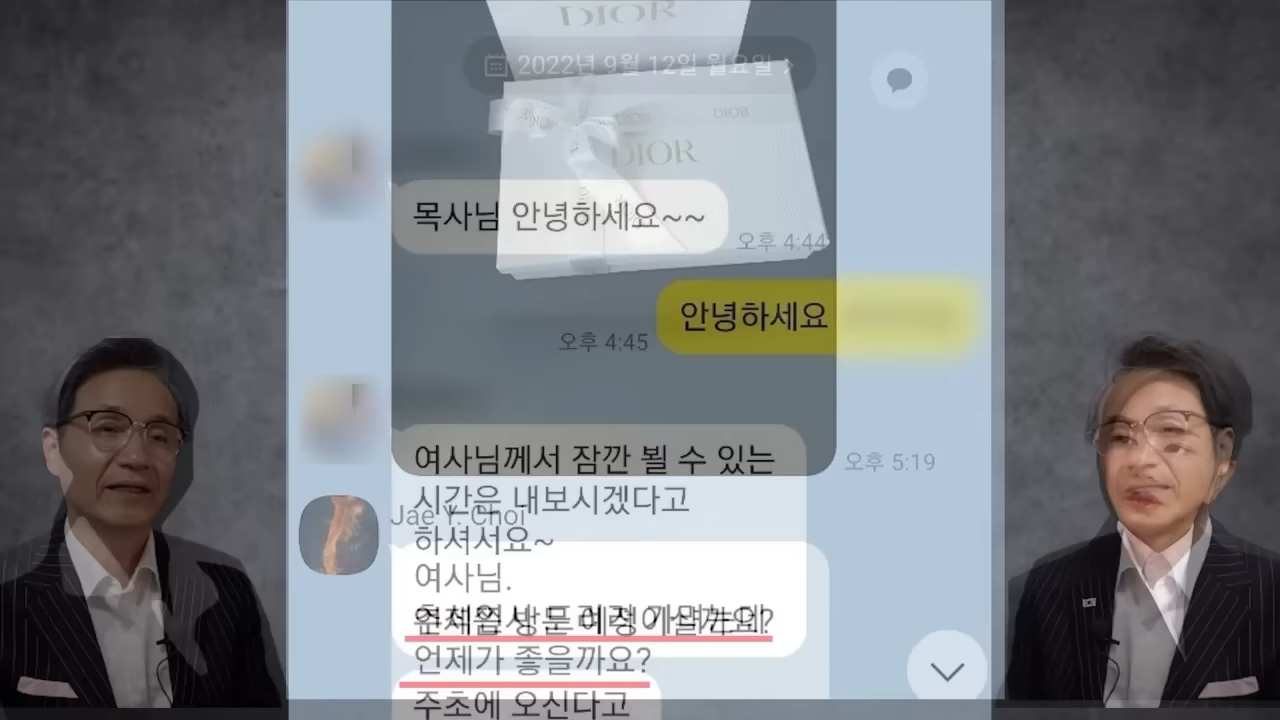 DIOR
2022년 9월 12일 월요일
DIOR
DIOR
목사님 안녕하세요~~
오후 4:44
안녕하세요
오후 4:45
여사님께서 잠깐 뵐 수 있는
오후 5:19
시간은 내보시겠다고
Jae Y. Choi
하셔서요~
여사님.
언제가 좋을까요?
주초에 오신다고